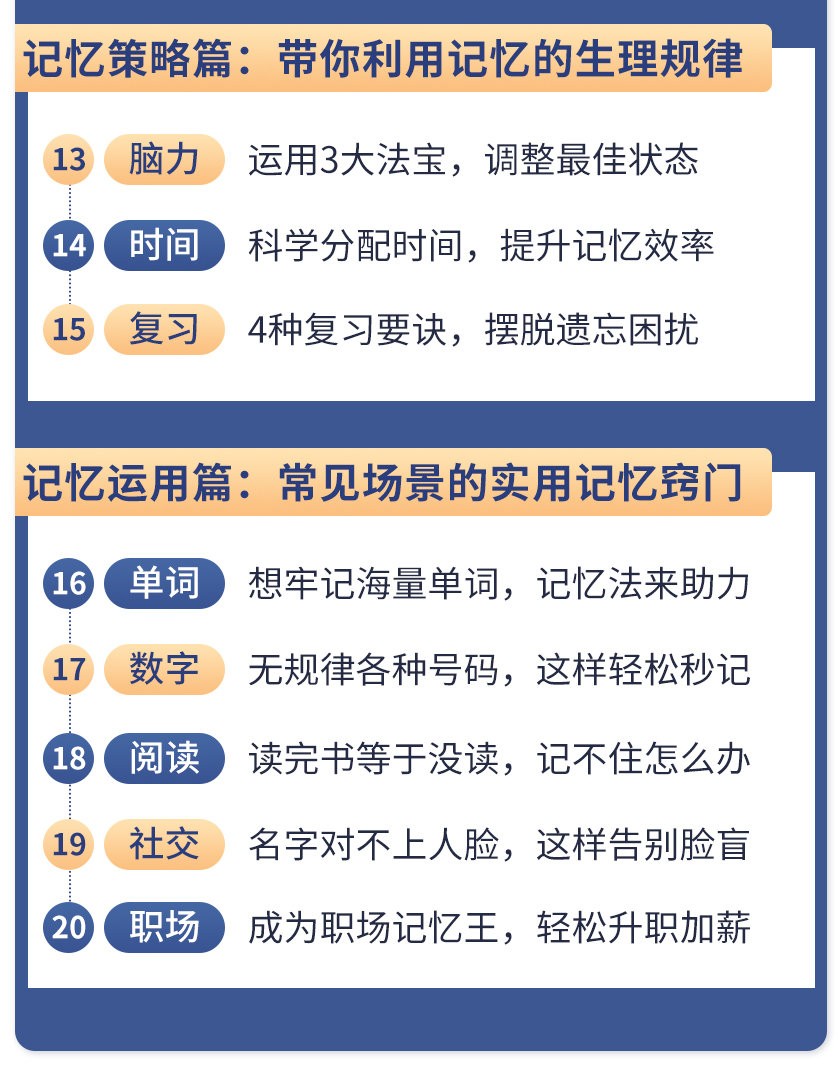 记忆策略篇：带你利用记忆的生理规律
13 脑力 运用3大法宝，调整最佳状态
14 时间 科学分配时间，提升记忆效率
15 复习 4种复习要诀，摆脱遗忘困扰
记忆运用篇：常见场景的实用记忆窍门
16 单词 想牢记海量单词，记忆法来助力
17 数字 无规律各种号码，这样轻松秒记
18 阅读 读完书等于没读，记不住怎么办
19 社交 名字对不上人脸，这样告别脸盲
20 职场 成为职场记忆王，轻松升职加薪